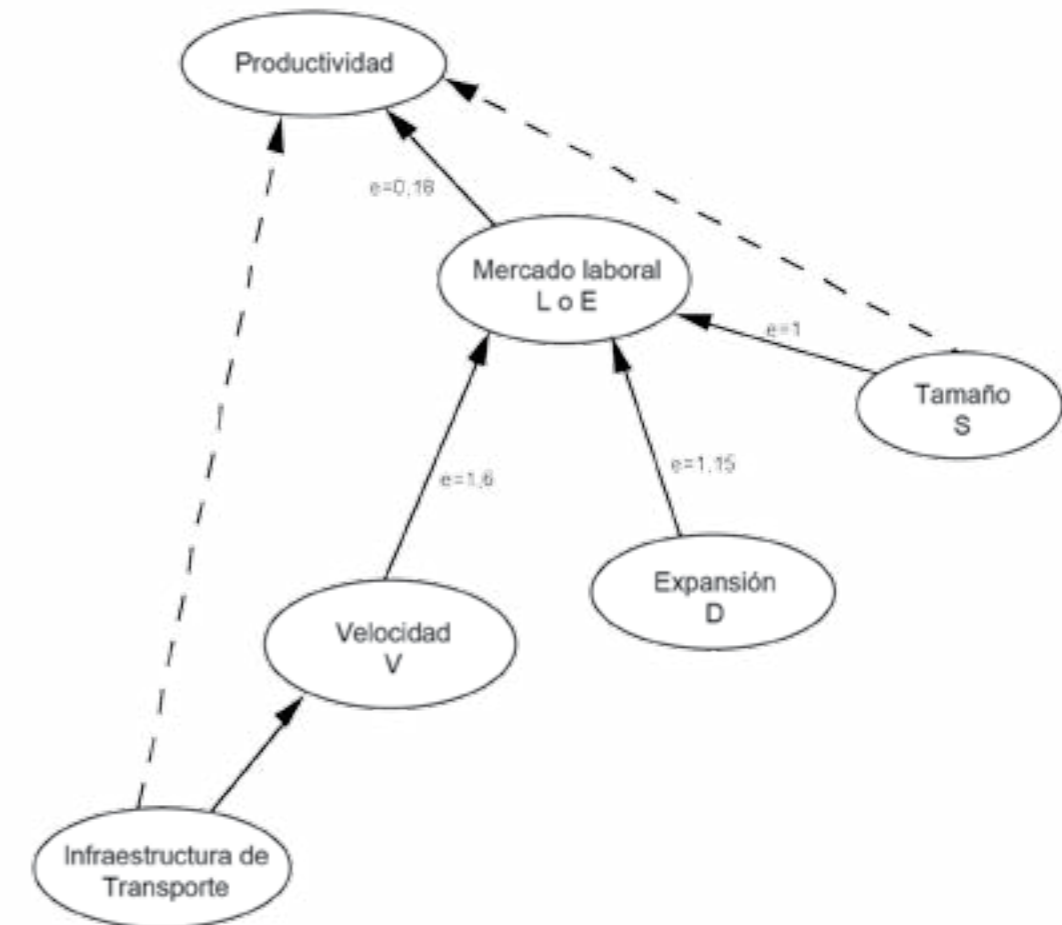 Productividad
e=0,18
Mercado laboral
L o E
e=1
Tamaño
S
e=1,6
e=1,15
Expansión
D
Velocidad
V
Infraestructura de
Transporte